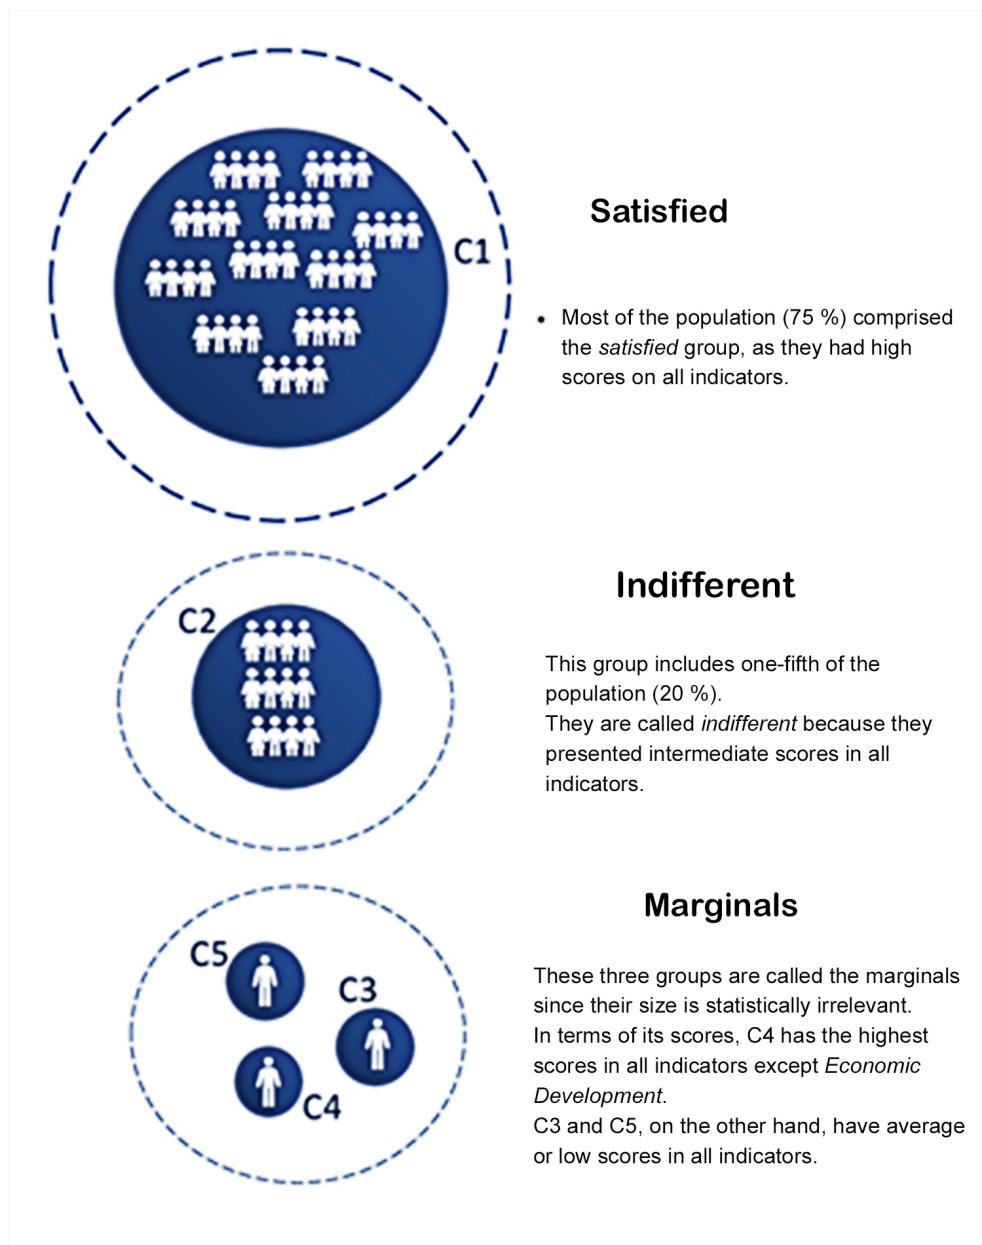 Satisfied
C1
• Most of the population (75 %) comprised
the satisfied group, as they had high
scores on all indicators.
Indifferent
C2
This group includes one-fifth of the
population (20 %).
They are called indifferent because they
presented intermediate scores in all
indicators.
Marginals
C5
C3
C4
These three groups are called the marginals
since their size is statistically irrelevant.
In terms of its scores, C4 has the highest
scores in all indicators except Economic
Development.
C3 and C5, on the other hand, have average
or low scores in all indicators.